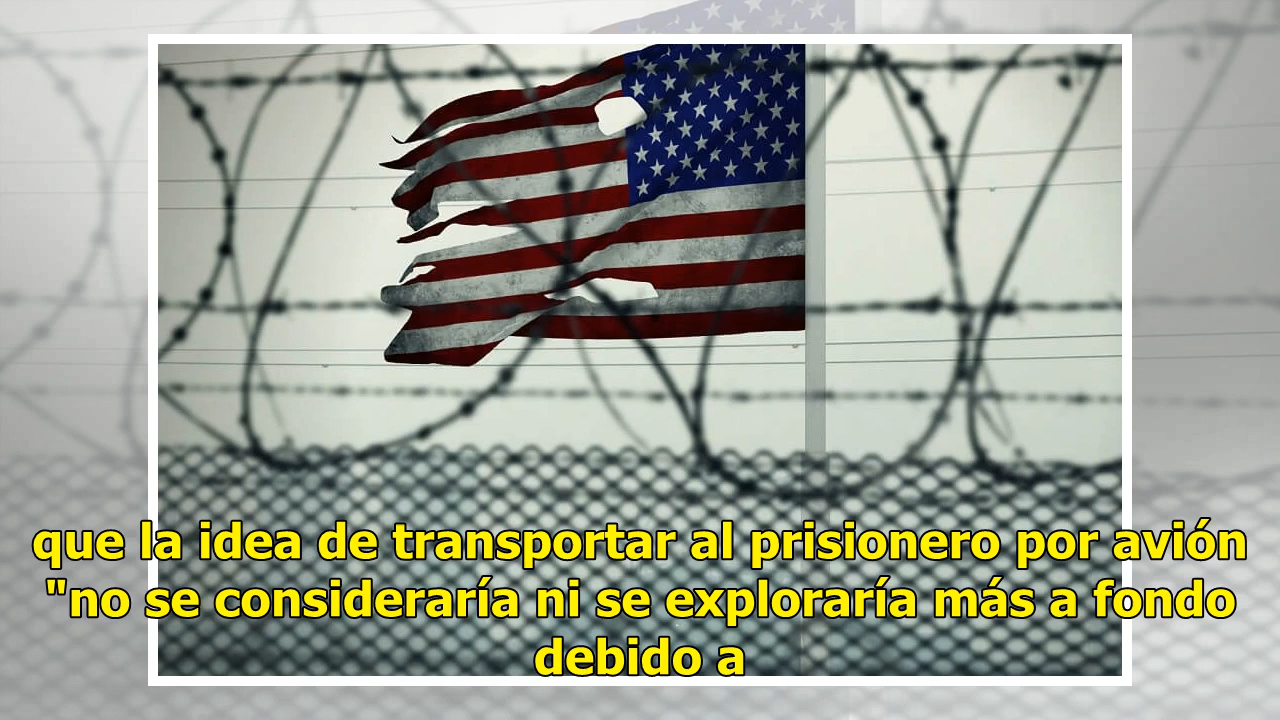 que la idea de transportar al prisionero por avión
"no se consideraría ni se exploraría más a fondo
debido a